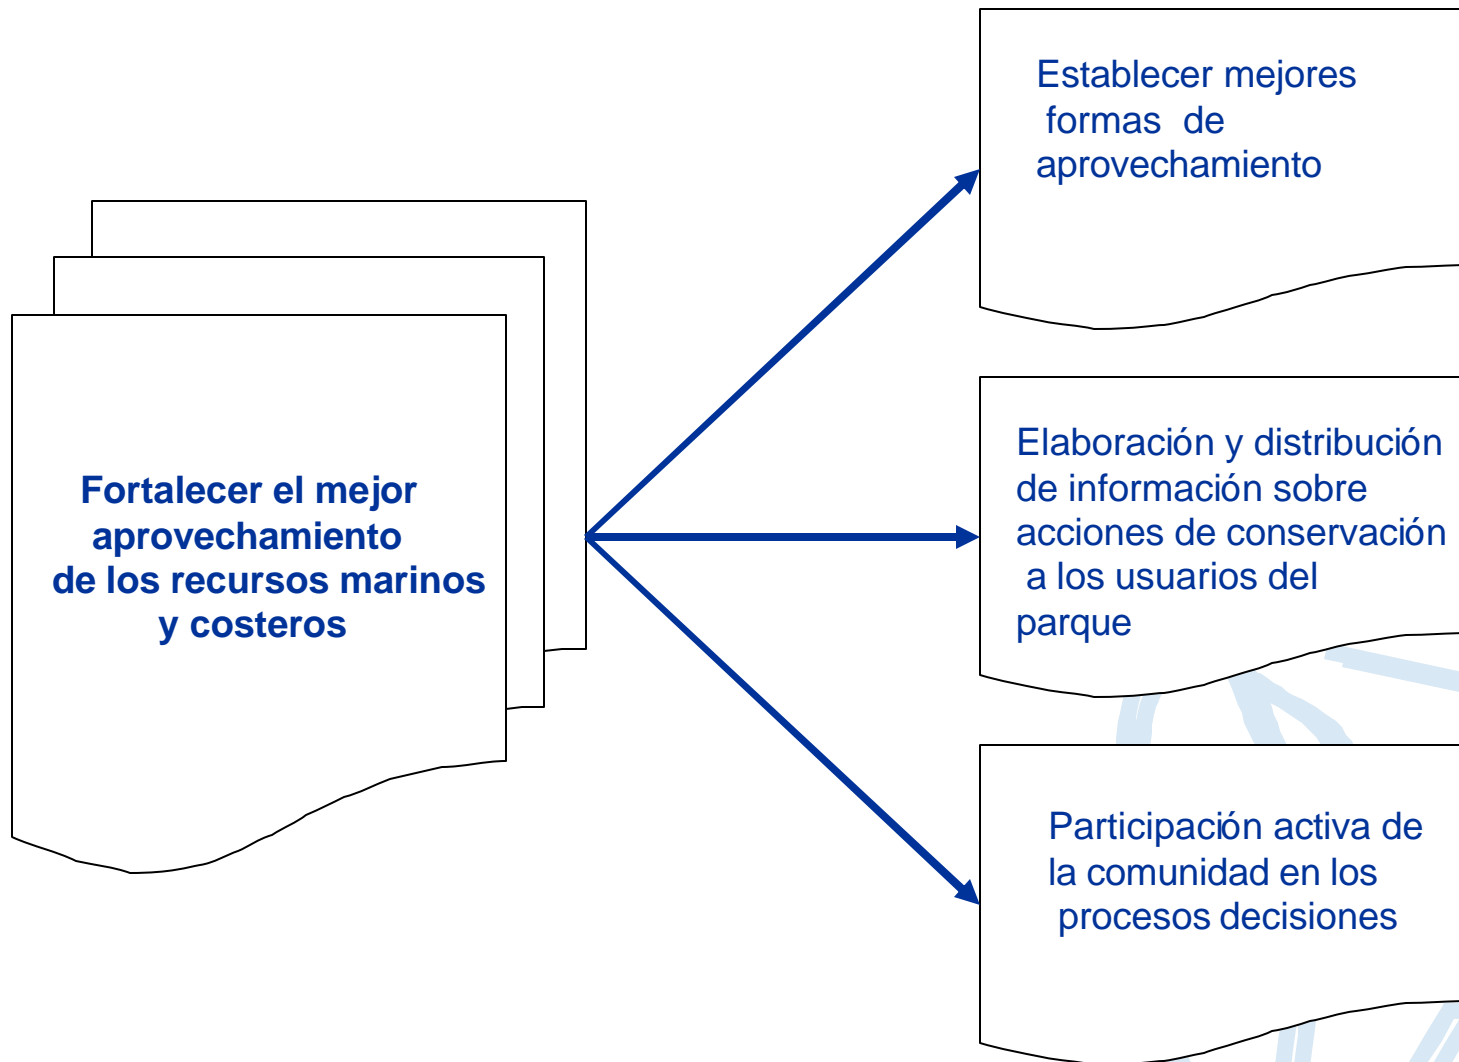 Fortalecer el mejor
aprovechamiento
de los recursos marinos
y costeros
Establecer mejores
formas de
aprovechamiento
Elaboración y distribución
de información sobre
acciones de conservación
a los usuarios del
parque
Participación activa de
la comunidad en los
procesos decisiones